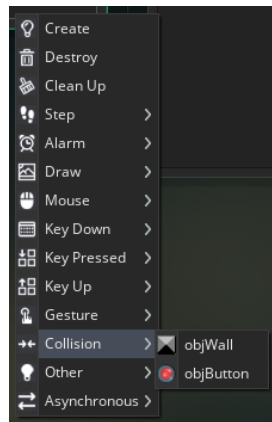 Create
Destroy
Clean Up
Step
Alarm
Draw
Mouse
Key Down
Key Pressed
Key Up
Gesture
Collision
objWall
Other
objButton
Asynchronous